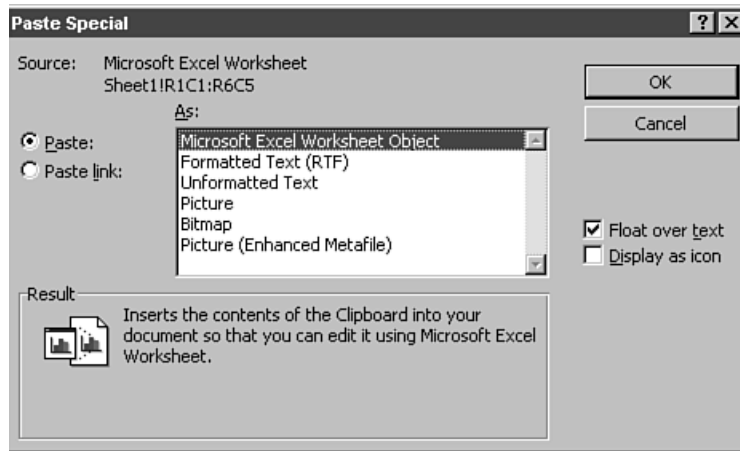 Paste Special
Source: Microsoft Excel Worksheet
Sheet1!R1C1:R6C5
As:
Paste:
Paste link:
Microsoft Excel Worksheet Object
Formatted Text (RTF)
Unformatted Text
Picture
Bitmap
Picture (Enhanced Metafile)
OK
Cancel
Float over text
Display as icon
Result
Inserts the contents of the Clipboard into your
document so that you can edit it using Microsoft Excel
Worksheet.